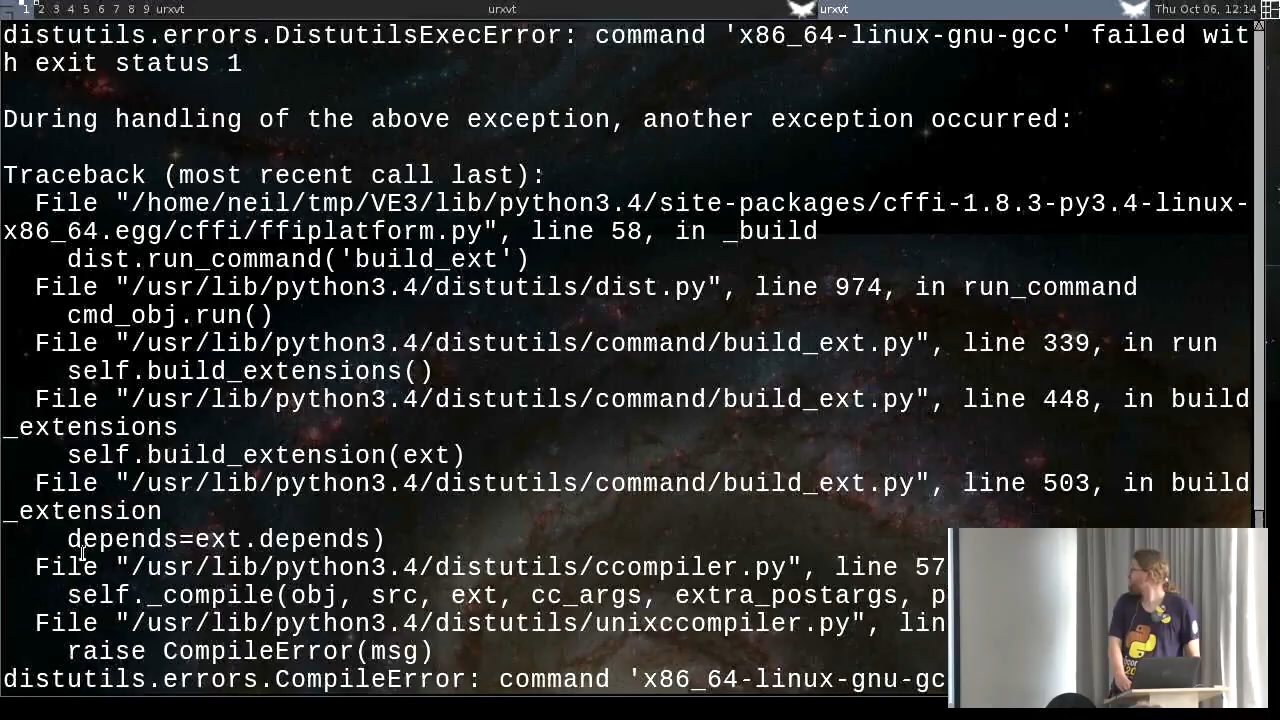 1 2 3 4 5 6 7 8 9 urxvt urxvt urxvt Thu Oct 06, 12:14
distutils.errors.DistutilsExecError: command 'x86_64-linux-gnu-gcc' failed wit
h exit status 1
During handling of the above exception, another exception occurred:
Traceback (most recent call last):
File "/home/neil/tmp/VE3/lib/python3.4/site-packages/cffi-1.8.3-py3.4-linux-
x86_64.egg/cffi/ffiplatform.py", line 58, in _build
dist.run_command('build_ext')
File "/usr/lib/python3.4/distutils/dist.py", line 974, in run_command
cmd_obj.run()
File "/usr/lib/python3.4/distutils/command/build_ext.py", line 339, in run
self.build_extensions()
File "/usr/lib/python3.4/distutils/command/build_ext.py", line 448, in build
_extensions
self.build_extension(ext)
File "/usr/lib/python3.4/distutils/command/build_ext.py", line 503, in build
_extension
depends=ext.depends)
File "/usr/lib/python3.4/distutils/ccompiler.py", line 57
self._compile(obj, src, ext, cc_args, extra_postargs, p
File "/usr/lib/python3.4/distutils/unixccompiler.py", lin
raise CompileError(msg)
distutils.errors.CompileError: command 'x86_64-linux-gnu-gc